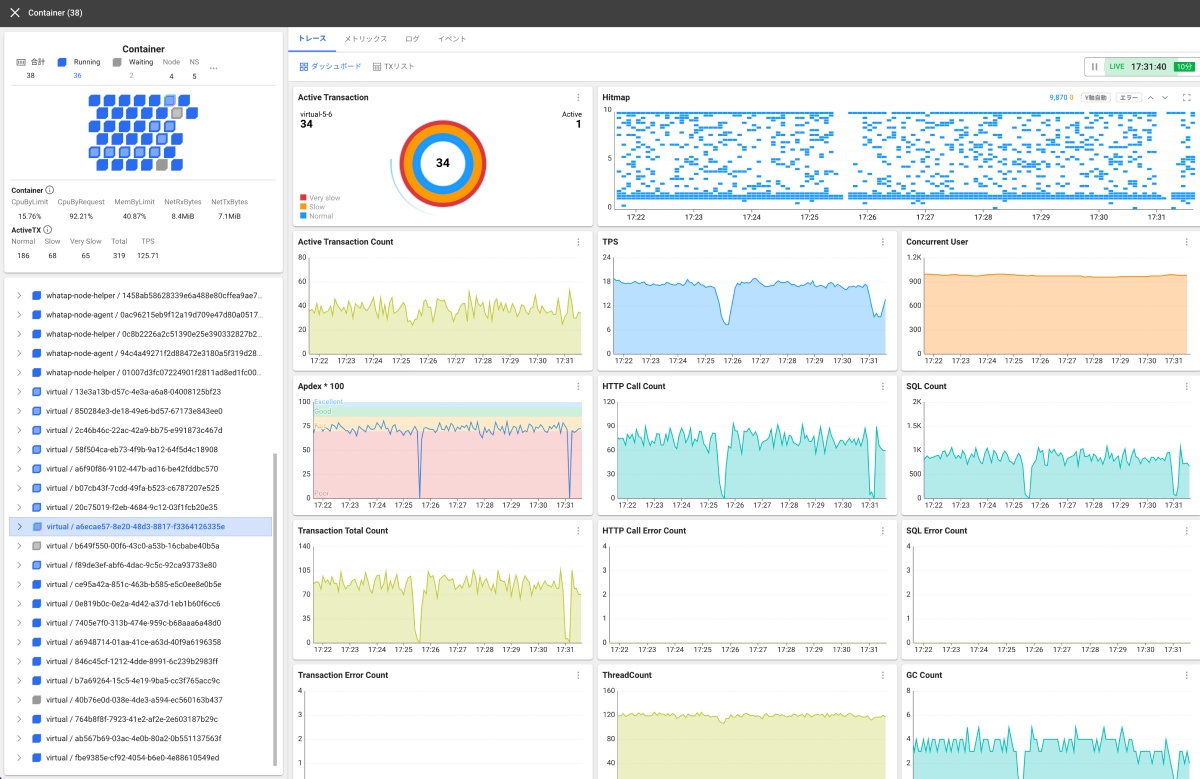 Container (38)
Container
合計 Running Waiting Node NS
38 36 2 4 5
Container
CpuByLimit CpuByRequest MemByLimit NetRxBytes NetTxBytes
15.76% 92.21% 40.87% 8.4MiB 7.1MiB
ActiveTX
Normal Slow Very Slow Total TPS
186 68 65 319 125.71
whatap-node-helper / 1458ab58628339e6a488e80cffea9ae7...
whatap-node-agent / 0ac96215eb9f12a19d709e47d80a0517...
whatap-node-helper / 0c8b2226a2c51390e25e390332827b2...
whatap-node-agent / 94c4a49271f2d88472e3180a5f319d28...
whatap-node-helper / 01007d3fc07224901f2811ad8ed1fc00...
virtual / 13e3a13b-d57c-4e3a-a6a8-04008125bf23
virtual / 850284e3-de18-49e6-bd57-67173e843ee0
virtual / 2c46b46c-22ac-42a9-bb75-e991873c467d
virtual / 58f504ca-eb73-4f9b-9a12-64f5d4c18908
virtual / a6f90f86-9102-447b-ad16-be42fddbc570
virtual / b07cb43f-7cdd-49fa-b523-c6787207e525
virtual / 20c75019-f2eb-4684-9c12-03f1fcb20e35
virtual / a6ecae57-8e20-48d3-8817-f3364126335e
virtual / b649f550-00f6-43c0-a53b-16cbabe40b5a
virtual / f89de3ef-abf6-4dac-9c5c-92ca93733e80
virtual / ce95a42a-851c-463b-b585-e5c0ee8e0b5e
virtual / 0e819b0c-0e2a-4d42-a37d-1eb1b60f6cc6
virtual / 7405e7f0-313b-474e-959c-b68aaa6a48d0
virtual / a6948714-01aa-41ce-a63d-40f9a6196358
virtual / 846c45cf-1212-4dde-8991-6c239b2983ff
virtual / b7a69264-15c5-4e19-9ba5-cc3f765acc9c
virtual / 40b76e0d-038e-4de3-a594-ec560163b437
virtual / 764b8f8f-7923-41e2-af2e-2e603187b29c
virtual / ab567b69-03ac-4e0b-80a2-0b551137563f
virtual / fbe9385e-cf92-4054-b6e0-4e88610549ed
トレース メトリックス ログ イベント
ダッシュボード TXリスト
LIVE 17:31:40 10分
Active Transaction
virtual-5-6
34
Active
1
34
Very slow
Slow
Normal
Hitmap
9,870 0 Y軸自動 エラー
10
5
0
17:22 17:23 17:24 17:25 17:26 17:27 17:28 17:29 17:30 17:31
Active Transaction Count
80
60
40
20
0
17:22 17:23 17:24 17:25 17:26 17:27 17:28 17:29 17:30 17:31
TPS
24
18
12
6
0
17:22 17:23 17:24 17:25 17:26 17:27 17:28 17:29 17:30 17:31
Concurrent User
1.2K
900
600
300
0
17:22 17:23 17:24 17:25 17:26 17:27 17:28 17:29 17:30 17:31
Apdex * 100
100
75
50
25
0
Excellent
Good
Poor
17:22 17:23 17:24 17:25 17:26 17:27 17:28 17:29 17:30 17:31
HTTP Call Count
120
90
60
30
0
17:22 17:23 17:24 17:25 17:26 17:27 17:28 17:29 17:30 17:31
SQL Count
2K
1.5K
1K
500
0
17:22 17:23 17:24 17:25 17:26 17:27 17:28 17:29 17:30 17:31
Transaction Total Count
140
105
70
35
0
17:22 17:23 17:24 17:25 17:26 17:27 17:28 17:29 17:30 17:31
HTTP Call Error Count
4
3
2
1
0
17:22 17:23 17:24 17:25 17:26 17:27 17:28 17:29 17:30 17:31
SQL Error Count
4
3
2
1
0
17:22 17:23 17:24 17:25 17:26 17:27 17:28 17:29 17:30 17:31
Transaction Error Count
4
3
2
1
ThreadCount
160
120
80
40
GC Count
8
6
4
2